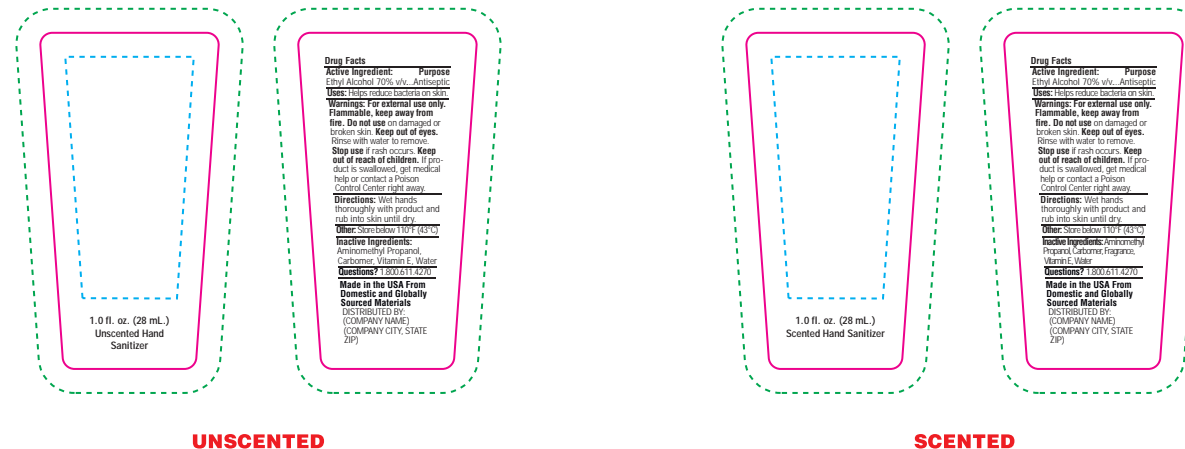 1.0 fl. oz. (28 mL.)
Unscented Hand
Sanitizer
Drug Facts
Active Ingredient: Purpose
Ethyl Alcohol 70% v/v...Antiseptic
Uses: Helps reduce bacteria on skin.
Warnings: For external use only.
Flammable, keep away from
fire. Do not use on damaged or
broken skin. Keep out of eyes.
Rinse with water to remove.
Stop use if rash occurs. Keep
out of reach of children. If pro-
duct is swallowed, get medical
help or contact a Poison
Control Center right away.
Directions: Wet hands
thoroughly with product and
rub into skin until dry.
Other: Store below 110°F (43°C)
Inactive Ingredients:
Aminomethyl Propanol,
Carbomer, Vitamin E, Water
Questions? 1.800.611.4270
Made in the USA From
Domestic and Globally
Sourced Materials
DISTRIBUTED BY:
(COMPANY NAME)
(COMPANY CITY, STATE
ZIP)
UNSCENTED
1.0 fl. oz. (28 mL.)
Scented Hand Sanitizer
Drug Facts
Active Ingredient: Purpose
Ethyl Alcohol 70% v/v...Antiseptic
Uses: Helps reduce bacteria on skin.
Warnings: For external use only.
Flammable, keep away from
fire. Do not use on damaged or
broken skin. Keep out of eyes.
Rinse with water to remove.
Stop use if rash occurs. Keep
out of reach of children. If pro-
duct is swallowed, get medical
help or contact a Poison
Control Center right away.
Directions: Wet hands
thoroughly with product and
rub into skin until dry.
Other: Store below 110°F (43°C)
Inactive Ingredients: Aminomethyl
Propanol, Carbomer, Fragrance,
Vitamin E, Water
Questions? 1.800.611.4270
Made in the USA From
Domestic and Globally
Sourced Materials
DISTRIBUTED BY:
(COMPANY NAME)
(COMPANY CITY, STATE
ZIP)
SCENTED